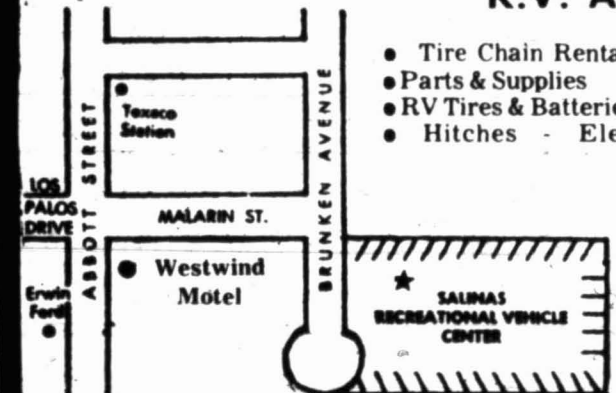 R.V. A
• Tire Chain Renta
• Parts & Supplies
• RV Tires & Batterie
• Hitches - Ele
Texaco
Station
ABBOTT STREET
BRUNKEN AVENUE
LOS
PALOS
DRIVE
MALARIN ST.
Westwind
Motel
Erwin
Ford
SALINAS
RECREATIONAL VEHICLE
CENTER